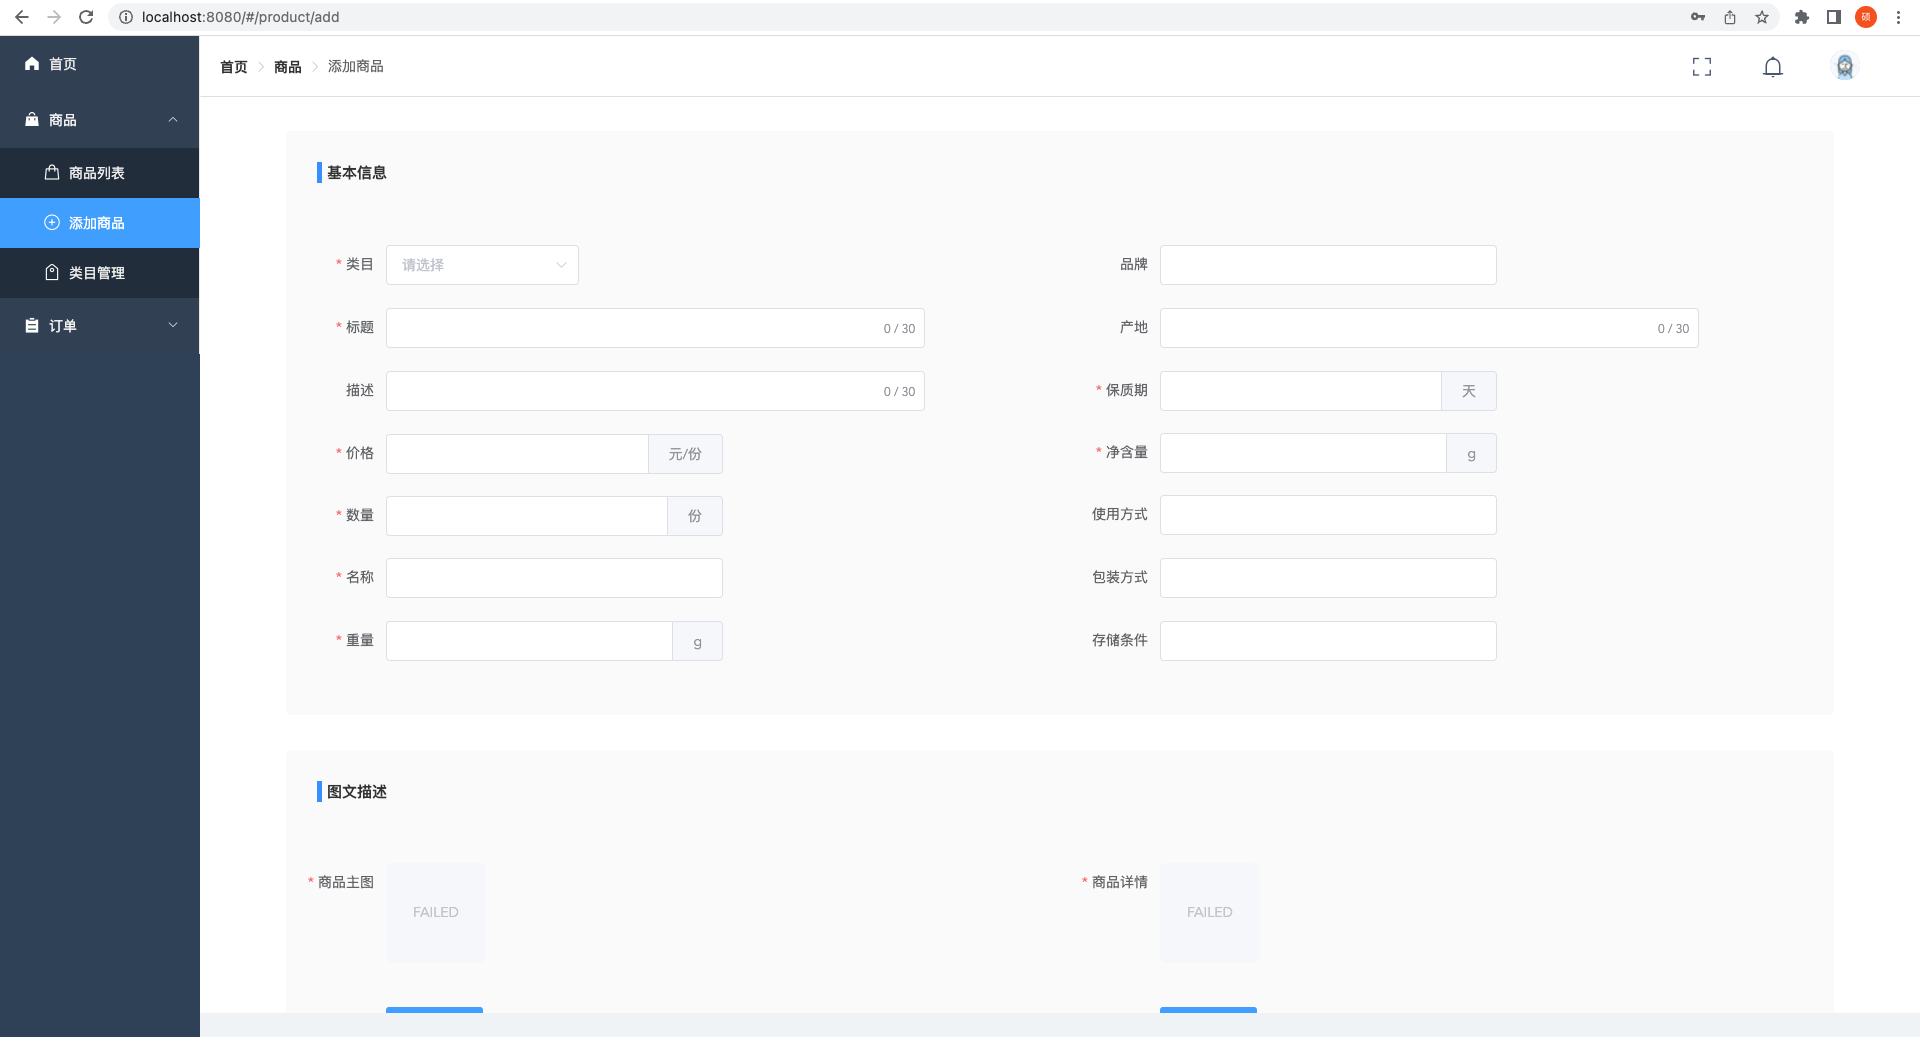 localhost:8080/#/product/add
硕
首页
商品
商品列表
添加商品
类目管理
订单
首页 商品 添加商品
基本信息
* 类目 请选择
品牌
* 标题 0 / 30
产地 0 / 30
描述 0 / 30
* 保质期 天
* 价格 元/份
* 净含量 g
* 数量 份
使用方式
* 名称
包装方式
* 重量 g
存储条件
图文描述
* 商品主图 FAILED
* 商品详情 FAILED